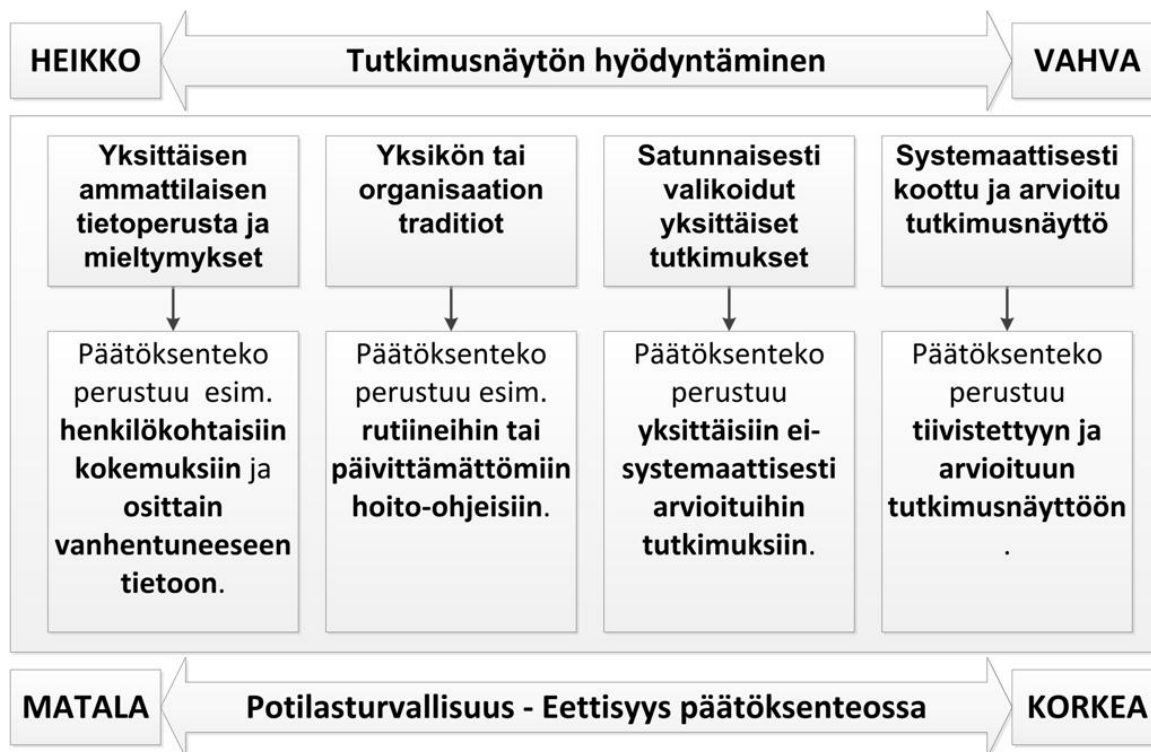 HEIKKO
Tutkimusnäytön hyödyntäminen
VAHVA
Yksittäisen
ammattilaisen
tietoperusta ja
mieltymykset
Yksikön tai
organisaation
traditiot
Satunnaisesti
valikoidut
yksittäiset
tutkimukset
Systemaattisesti
koottu ja arvioitu
tutkimusnäyttö
Päätöksenteko
perustuu esim.
henkilökohtaisiin
kokemuksiin ja
osittain
vanhentuneeseen
tietoon.
Päätöksenteko
perustuu esim.
rutiineihin tai
päivittämättömiin
hoito-ohjeisiin.
Päätöksenteko
perustuu
yksittäisiin ei-
systemaattisesti
arvioituihin
tutkimuksiin.
Päätöksenteko
perustuu
tiivistettyyn ja
arvioituun
tutkimusnäyttöön
.
MATALA
Potilasturvallisuus - Eettisyys päätöksenteossa
KORKEA